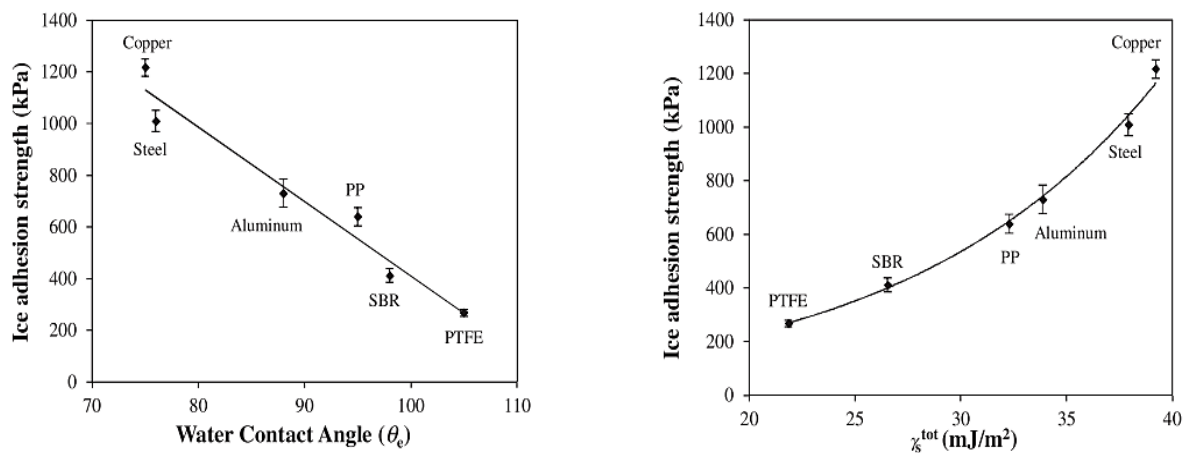 Ice adhesion strength (kPa)
1400
1200
1000
800
600
400
200
0
Copper
Steel
Aluminum
PP
SBR
PTFE
70 80 90 100 110
Water Contact Angle (θe)
Ice adhesion strength (kPa)
1400
1200
1000
800
600
400
200
0
Copper
Steel
Aluminum
PP
SBR
PTFE
20 25 30 35 40
γs^tot (mJ/m²)